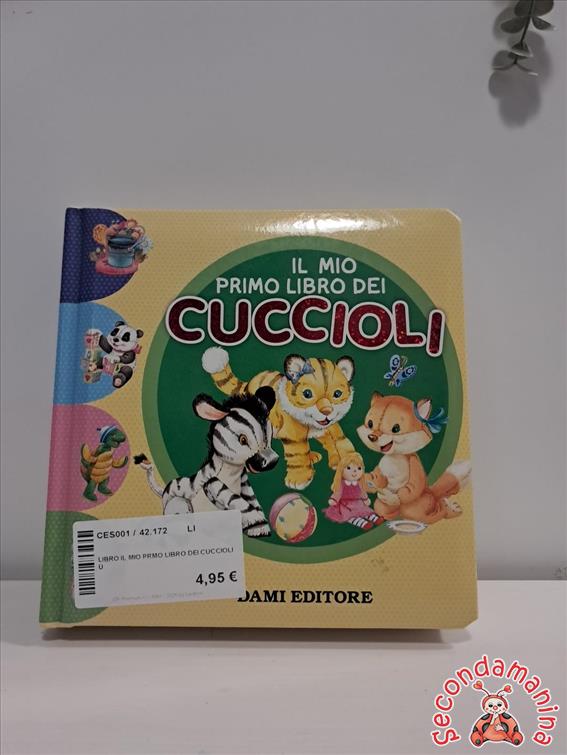 IL MIO
PRIMO LIBRO DEI
CUCCIOLI
CES001 / 42.172 LI
LIBRO IL MIO PRMO LIBRO DEI CUCCIOLI
U
4,95 €
DAMI EDITORE
Secondamanina